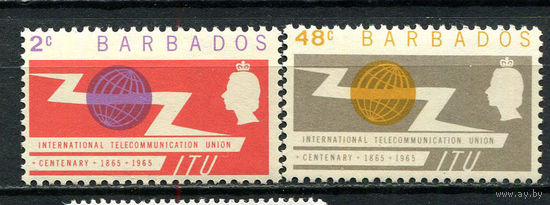 2c BARBADOS
INTERNATIONAL TELECOMMUNICATION UNION
• CENTENARY • 1865 • 1965 ITU
48c BARBADOS
INTERNATIONAL TELECOMMUNICATION UNION
• CENTENARY • 1865 • 1965 ITU
www.ay.by